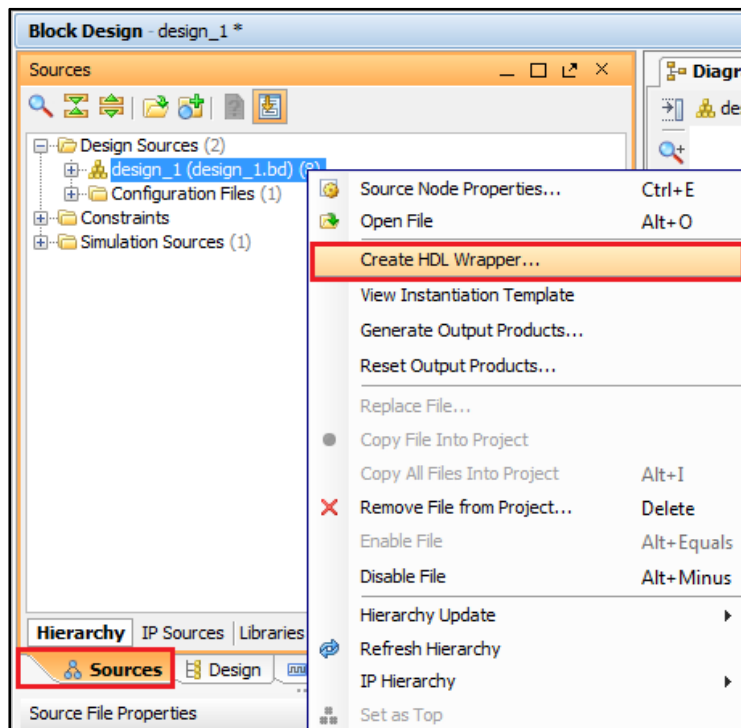 Block Design - design_1 *
Sources
Diagr
de
Design Sources (2)
design_1 (design_1.bd) (8)
Configuration Files (1)
Constraints
Simulation Sources (1)
Source Node Properties... Ctrl+E
Open File Alt+O
Create HDL Wrapper...
View Instantiation Template
Generate Output Products...
Reset Output Products...
Replace File...
Copy File Into Project
Copy All Files Into Project Alt+I
Remove File from Project... Delete
Enable File Alt+Equals
Disable File Alt+Minus
Hierarchy Update
Refresh Hierarchy
IP Hierarchy
Set as Top
Hierarchy IP Sources Libraries
Sources Design
Source File Properties